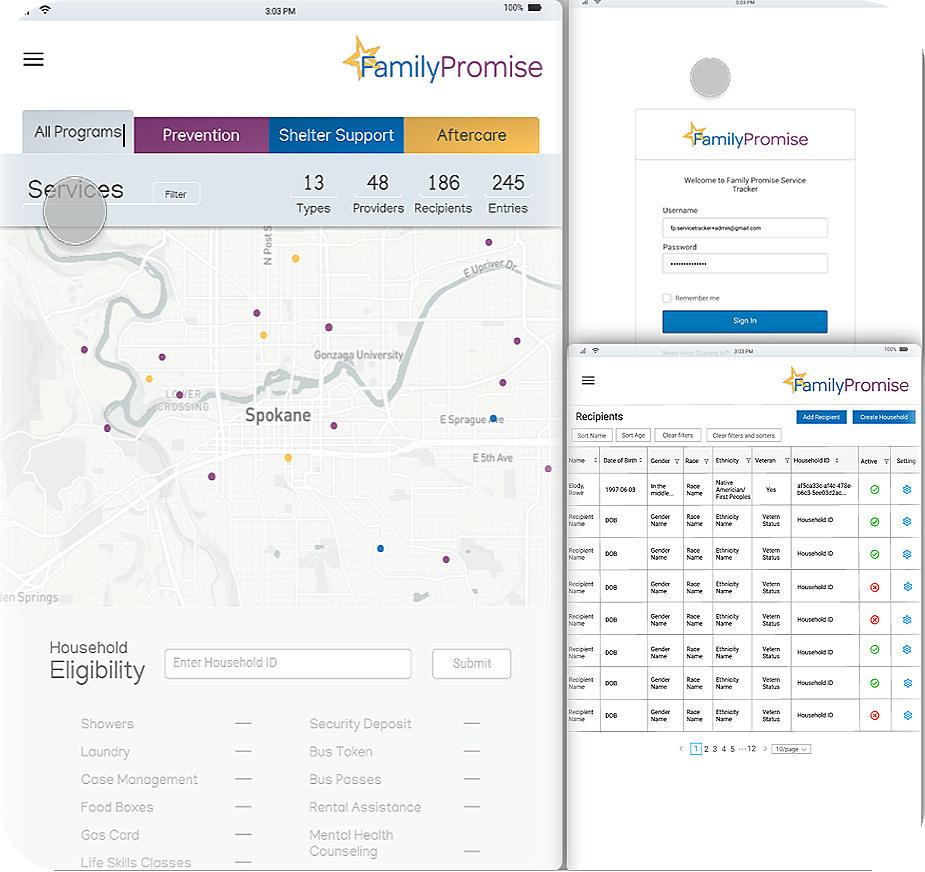 3:03 PM
100%
FamilyPromise
All Programs
Prevention
Shelter Support
Aftercare
Services
Filter
13
48
186
245
Types
Providers
Recipients
Entries
N Post S
E Upriver Dr
Gonzaga University
LOWER
CROSSING
Spokane
E Sprague Ave
E 5th Ave
den Springs
Household
Eligibility
Enter Household ID
Submit
Showers —
Security Deposit —
Laundry —
Bus Token —
Case Management —
Bus Passes —
Food Boxes —
Rental Assistance —
Gas Card —
Mental Health
Counseling —
Life Skills Classes —
3:03 PM
FamilyPromise
Welcome to Family Promise Service
Tracker
Username
fp.servicetracker+admin@gmail.com
Password
Remember me
Sign In
Need Help Signing In?
3:03 PM
100%
FamilyPromise
Recipients
Add Recipient
Create Household
Sort Name
Sort Age
Clear filters
Clear filters and sorters
Name Date of Birth Gender Race Ethnicity Veteran Household ID Active Setting
Elody,
Rowe
1997-06-03
In the
middle...
Race
Name
Native
American/
First Peoples
Yes
af5ca33c-af4c-478e-
b6c3-5ee03d2ac...
Recipient Gender Race Ethnicity Vetern
Name DOB Name Name Name Status Household ID
Recipient Gender Race Ethnicity Vetern
Name DOB Name Name Name Status Household ID
Recipient Gender Race Ethnicity Vetern
Name DOB Name Name Name Status Household ID
Recipient Gender Race Ethnicity Vetern
Name DOB Name Name Name Status Household ID
Recipient Gender Race Ethnicity Vetern
Name DOB Name Name Name Status Household ID
Recipient Gender Race Ethnicity Vetern
Name DOB Name Name Name Status Household ID
Recipient Gender Race Ethnicity Vetern
Name DOB Name Name Name Status Household ID
< 1 2 3 4 5 ··· 12 > 10/page